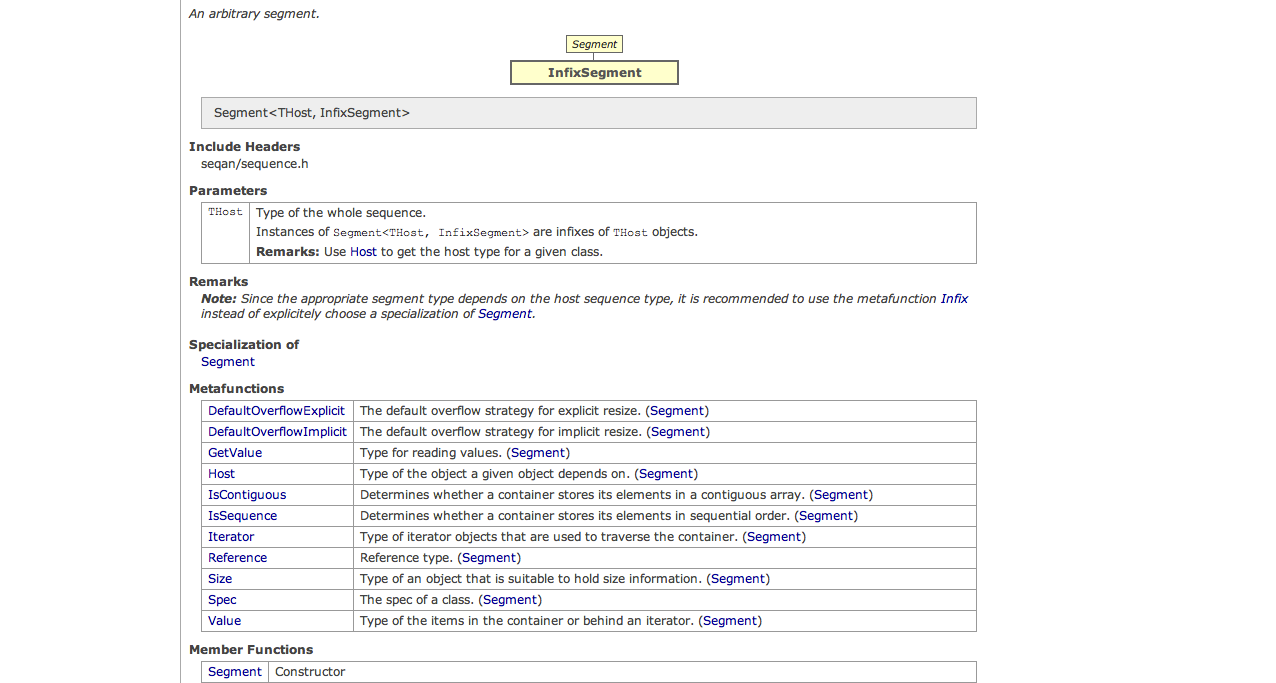 An arbitrary segment.
Segment
InfixSegment
Segment<THost, InfixSegment>
Include Headers
seqan/sequence.h
Parameters
THost Type of the whole sequence.
Instances of Segment<THost, InfixSegment> are infixes of THost objects.
Remarks: Use Host to get the host type for a given class.
Remarks
Note: Since the appropriate segment type depends on the host sequence type, it is recommended to use the metafunction Infix
instead of explicitely choose a specialization of Segment.
Specialization of
Segment
Metafunctions
DefaultOverflowExplicit The default overflow strategy for explicit resize. (Segment)
DefaultOverflowImplicit The default overflow strategy for implicit resize. (Segment)
GetValue Type for reading values. (Segment)
Host Type of the object a given object depends on. (Segment)
IsContiguous Determines whether a container stores its elements in a contiguous array. (Segment)
IsSequence Determines whether a container stores its elements in sequential order. (Segment)
Iterator Type of iterator objects that are used to traverse the container. (Segment)
Reference Reference type. (Segment)
Size Type of an object that is suitable to hold size information. (Segment)
Spec The spec of a class. (Segment)
Value Type of the items in the container or behind an iterator. (Segment)
Member Functions
Segment Constructor